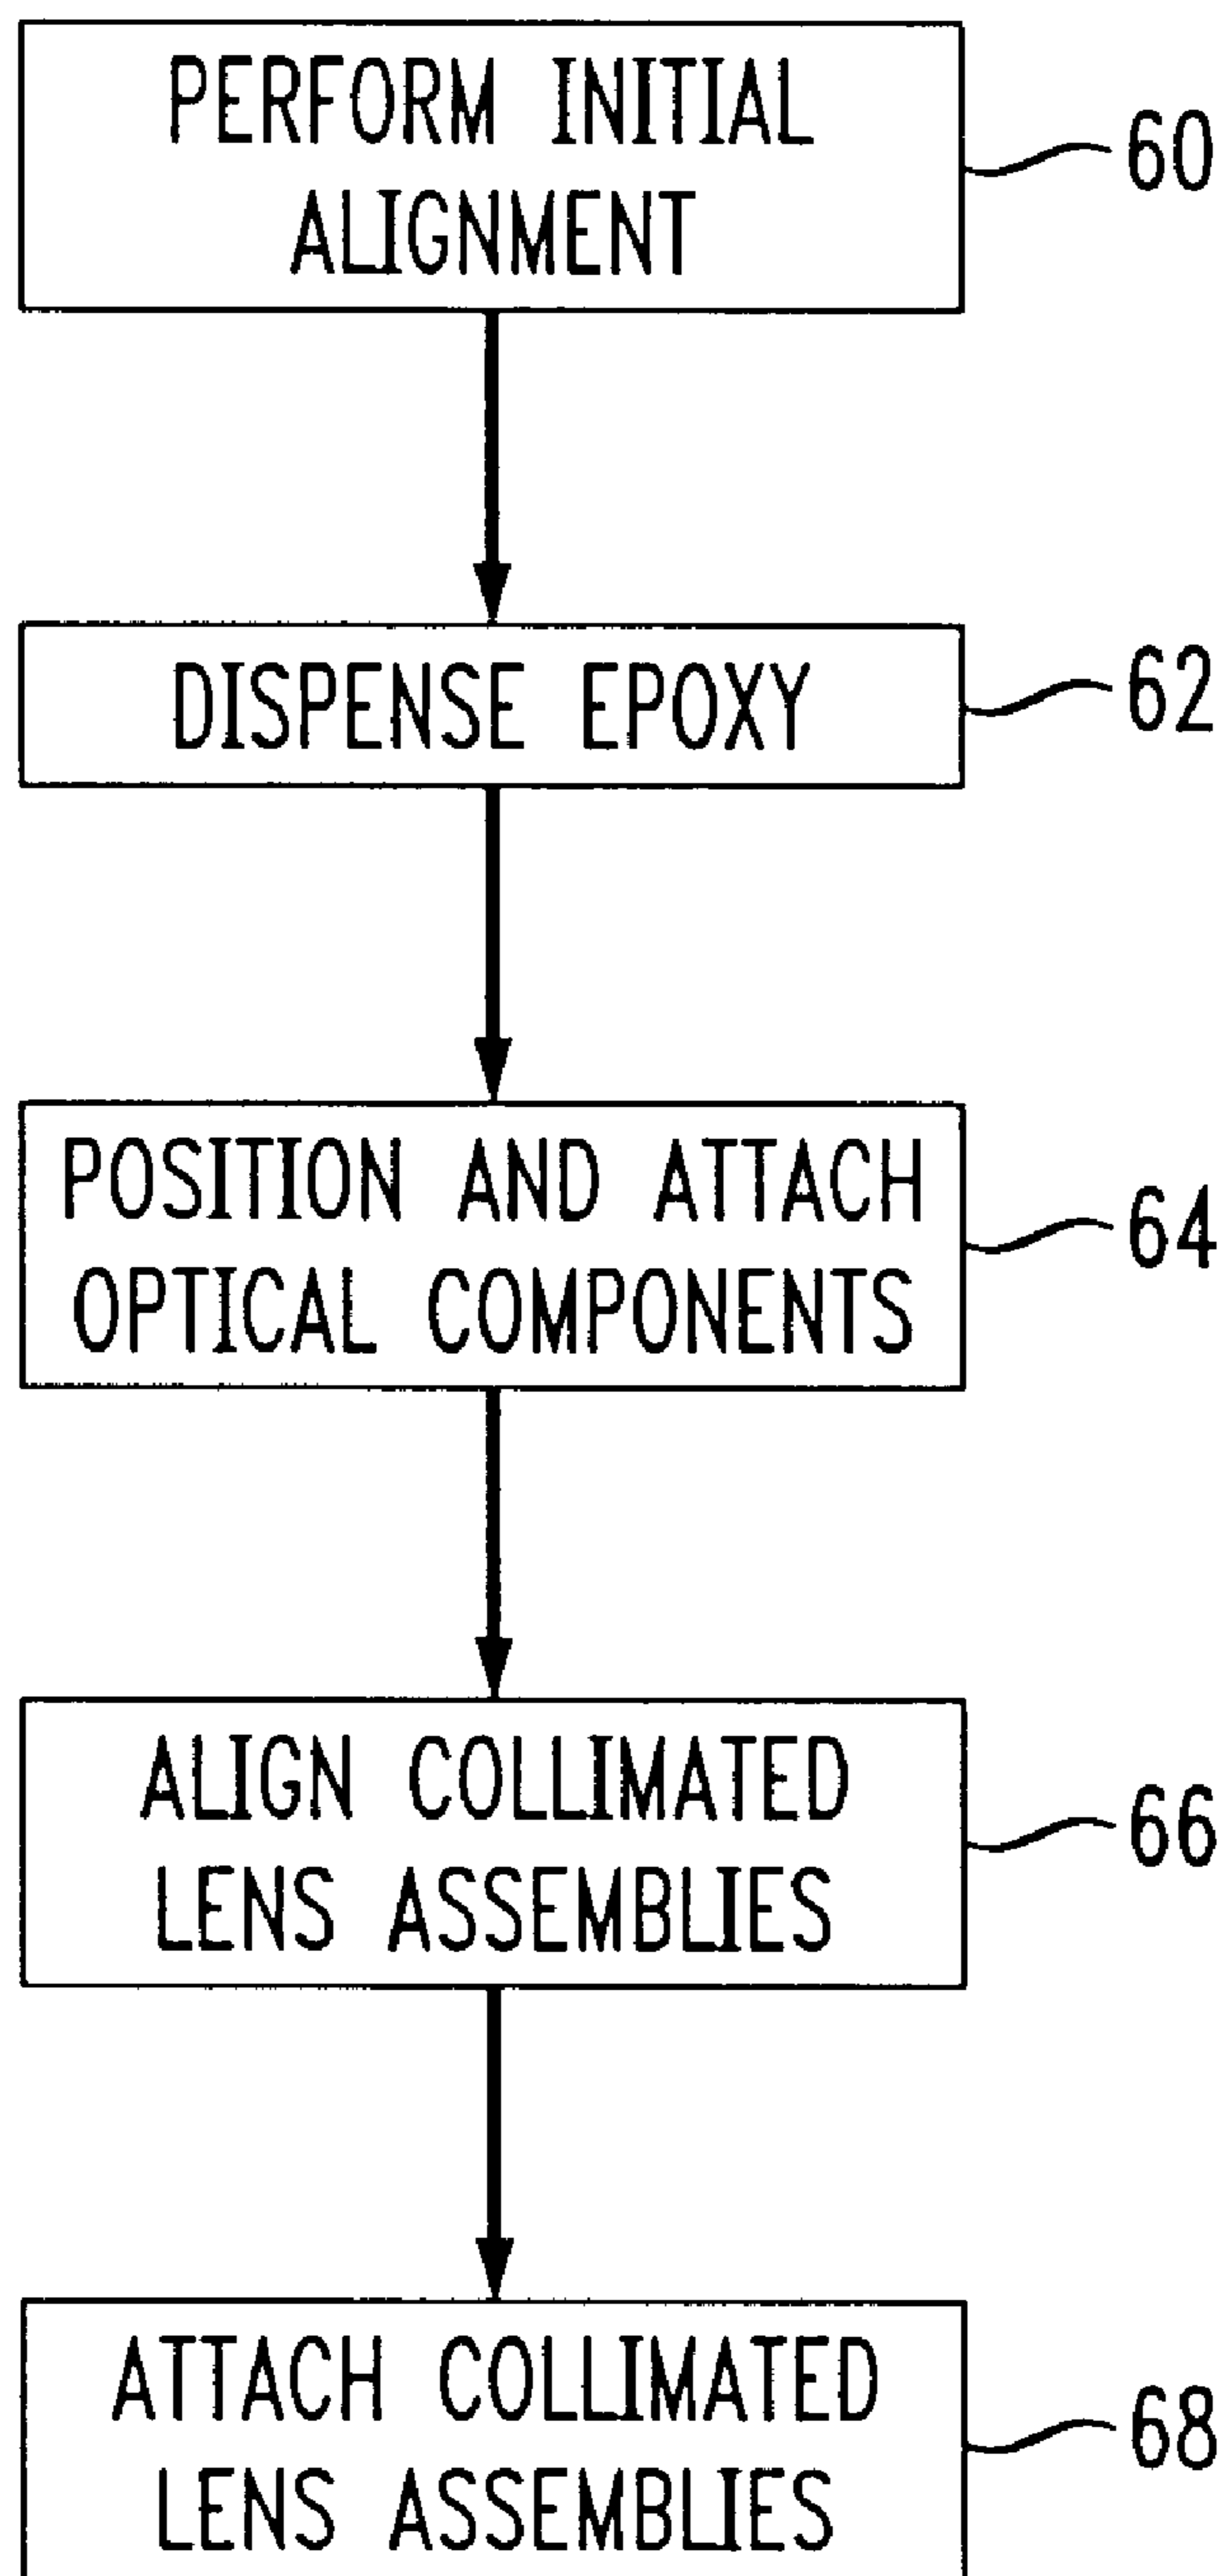 PERFORM INITIAL
ALIGNMENT
60
DISPENSE EPOXY
62
POSITION AND ATTACH
OPTICAL COMPONENTS
64
ALIGN COLLIMATED
LENS ASSEMBLIES
66
ATTACH COLLIMATED
LENS ASSEMBLIES
68